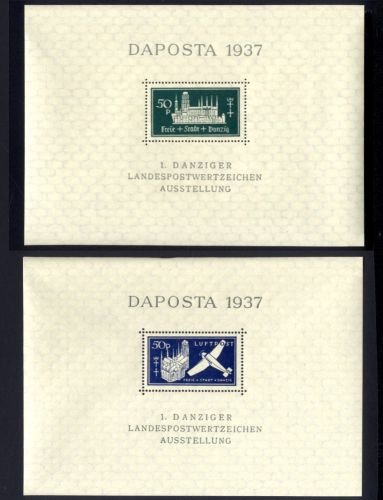 DAPOSTA 1937
50 P
Freie + Stadt + Danzig
1. DANZIGER
LANDESPOSTWERTZEICHEN
AUSSTELLUNG
DAPOSTA 1937
50 P
LUFTPOST
FREIE + STADT + DANZIG
1. DANZIGER
LANDESPOSTWERTZEICHEN
AUSSTELLUNG